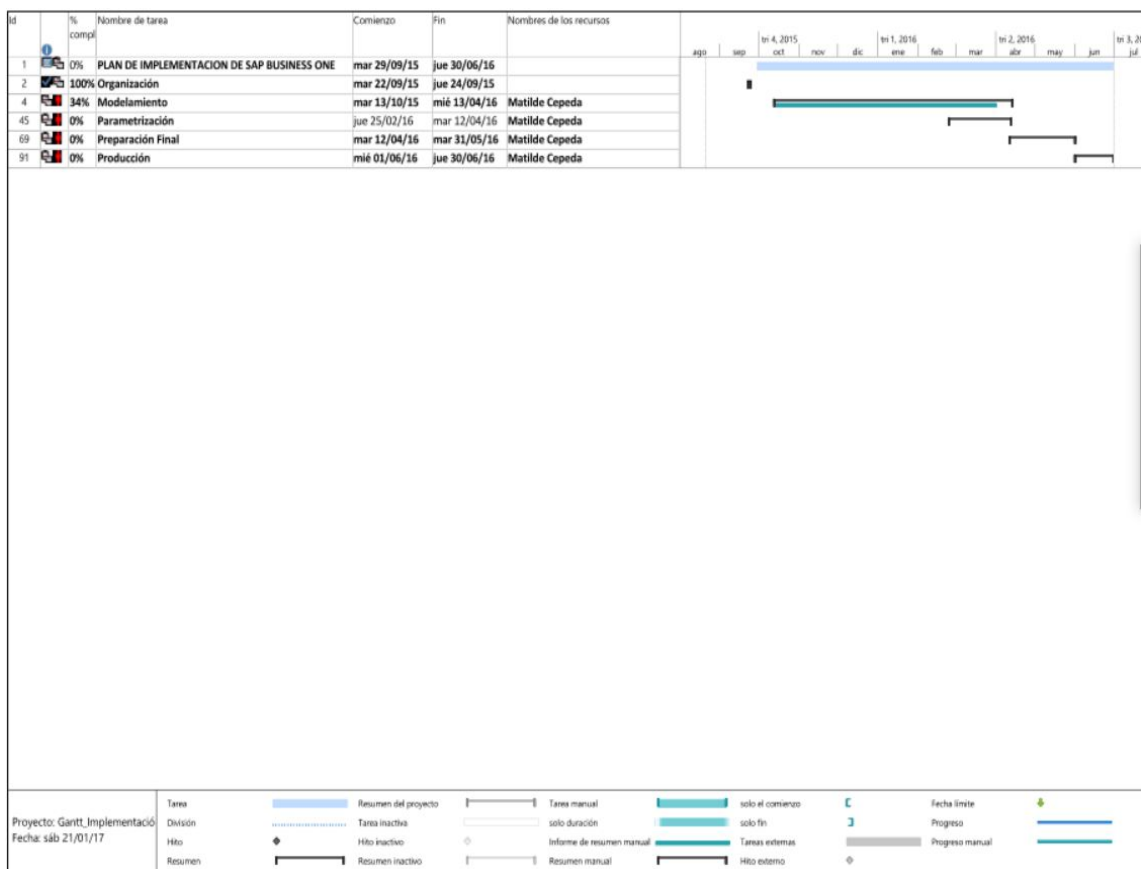 Id % compl Nombre de tarea Comienzo Fin Nombres de los recursos
tri 4, 2015 tri 1, 2016 tri 2, 2016 tri 3, 20
ago sep oct nov dic ene feb mar abr may jun jul
1 0% PLAN DE IMPLEMENTACION DE SAP BUSINESS ONE mar 29/09/15 jue 30/06/16
2 100% Organización mar 22/09/15 jue 24/09/15
4 34% Modelamiento mar 13/10/15 mié 13/04/16 Matilde Cepeda
45 0% Parametrización jue 25/02/16 mar 12/04/16 Matilde Cepeda
69 0% Preparación Final mar 12/04/16 mar 31/05/16 Matilde Cepeda
91 0% Producción mié 01/06/16 jue 30/06/16 Matilde Cepeda
Proyecto: Gantt_Implementació
Fecha: sáb 21/01/17
Tarea Resumen del proyecto Tarea manual solo el comienzo Fecha límite
División Tarea inactiva solo duración solo fin Progreso
Hito Hito inactivo Informe de resumen manual Tareas externas Progreso manual
Resumen Resumen inactivo Resumen manual Hito externo